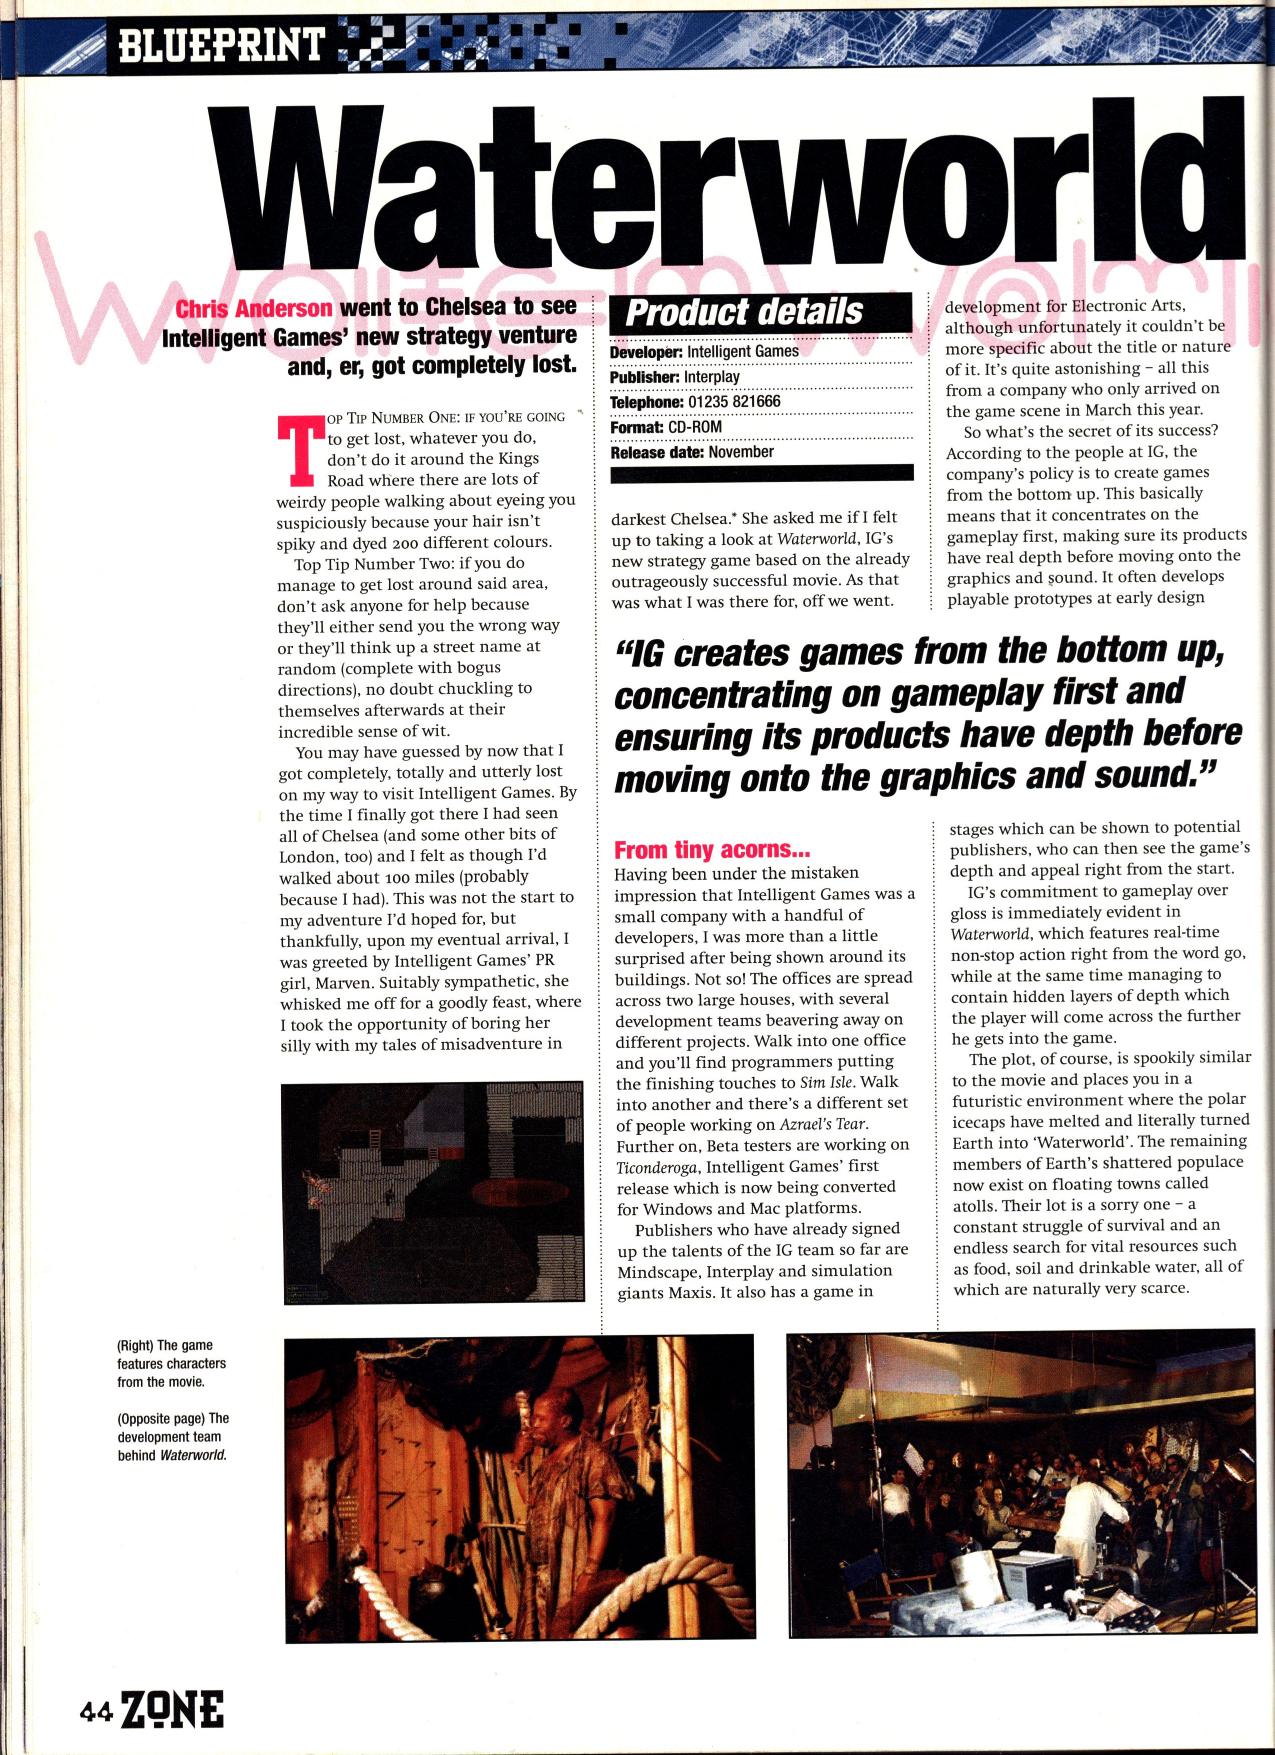 BLUEPRINT
Waterworld
Chris Anderson went to Chelsea to see
Intelligent Games' new strategy venture
and, er, got completely lost.
TOP TIP NUMBER ONE: IF YOU'RE GOING
to get lost, whatever you do,
don't do it around the Kings
Road where there are lots of
weirdy people walking about eyeing you
suspiciously because your hair isn't
spiky and dyed 200 different colours.
Top Tip Number Two: if you do
manage to get lost around said area,
don't ask anyone for help because
they'll either send you the wrong way
or they'll think up a street name at
random (complete with bogus
directions), no doubt chuckling to
themselves afterwards at their
incredible sense of wit.
You may have guessed by now that I
got completely, totally and utterly lost
on my way to visit Intelligent Games. By
the time I finally got there I had seen
all of Chelsea (and some other bits of
London, too) and I felt as though I'd
walked about 100 miles (probably
because I had). This was not the start to
my adventure I'd hoped for, but
thankfully, upon my eventual arrival, I
was greeted by Intelligent Games' PR
girl, Marven. Suitably sympathetic, she
whisked me off for a goodly feast, where
I took the opportunity of boring her
silly with my tales of misadventure in
Product details
Developer: Intelligent Games
Publisher: Interplay
Telephone: 01235 821666
Format: CD-ROM
Release date: November
darkest Chelsea.* She asked me if I felt
up to taking a look at Waterworld, IG's
new strategy game based on the already
outrageously successful movie. As that
was what I was there for, off we went.
"IG creates games from the bottom up,
concentrating on gameplay first and
ensuring its products have depth before
moving onto the graphics and sound."
From tiny acorns...
Having been under the mistaken
impression that Intelligent Games was a
small company with a handful of
developers, I was more than a little
surprised after being shown around its
buildings. Not so! The offices are spread
across two large houses, with several
development teams beavering away on
different projects. Walk into one office
and you'll find programmers putting
the finishing touches to Sim Isle. Walk
into another and there's a different set
of people working on Azrael's Tear.
Further on, Beta testers are working on
Ticonderoga, Intelligent Games' first
release which is now being converted
for Windows and Mac platforms.
Publishers who have already signed
up the talents of the IG team so far are
Mindscape, Interplay and simulation
giants Maxis. It also has a game in
development for Electronic Arts,
although unfortunately it couldn't be
more specific about the title or nature
of it. It's quite astonishing – all this
from a company who only arrived on
the game scene in March this year.
So what's the secret of its success?
According to the people at IG, the
company's policy is to create games
from the bottom up. This basically
means that it concentrates on the
gameplay first, making sure its products
have real depth before moving onto the
graphics and sound. It often develops
playable prototypes at early design
stages which can be shown to potential
publishers, who can then see the game's
depth and appeal right from the start.
IG's commitment to gameplay over
gloss is immediately evident in
Waterworld, which features real-time
non-stop action right from the word go,
while at the same time managing to
contain hidden layers of depth which
the player will come across the further
he gets into the game.
The plot, of course, is spookily similar
to the movie and places you in a
futuristic environment where the polar
icecaps have melted and literally turned
Earth into 'Waterworld'. The remaining
members of Earth's shattered populace
now exist on floating towns called
atolls. Their lot is a sorry one – a
constant struggle of survival and an
endless search for vital resources such
as food, soil and drinkable water, all of
which are naturally very scarce.
(Right) The game
features characters
from the movie.
(Opposite page) The
development team
behind Waterworld.
44 ZONE